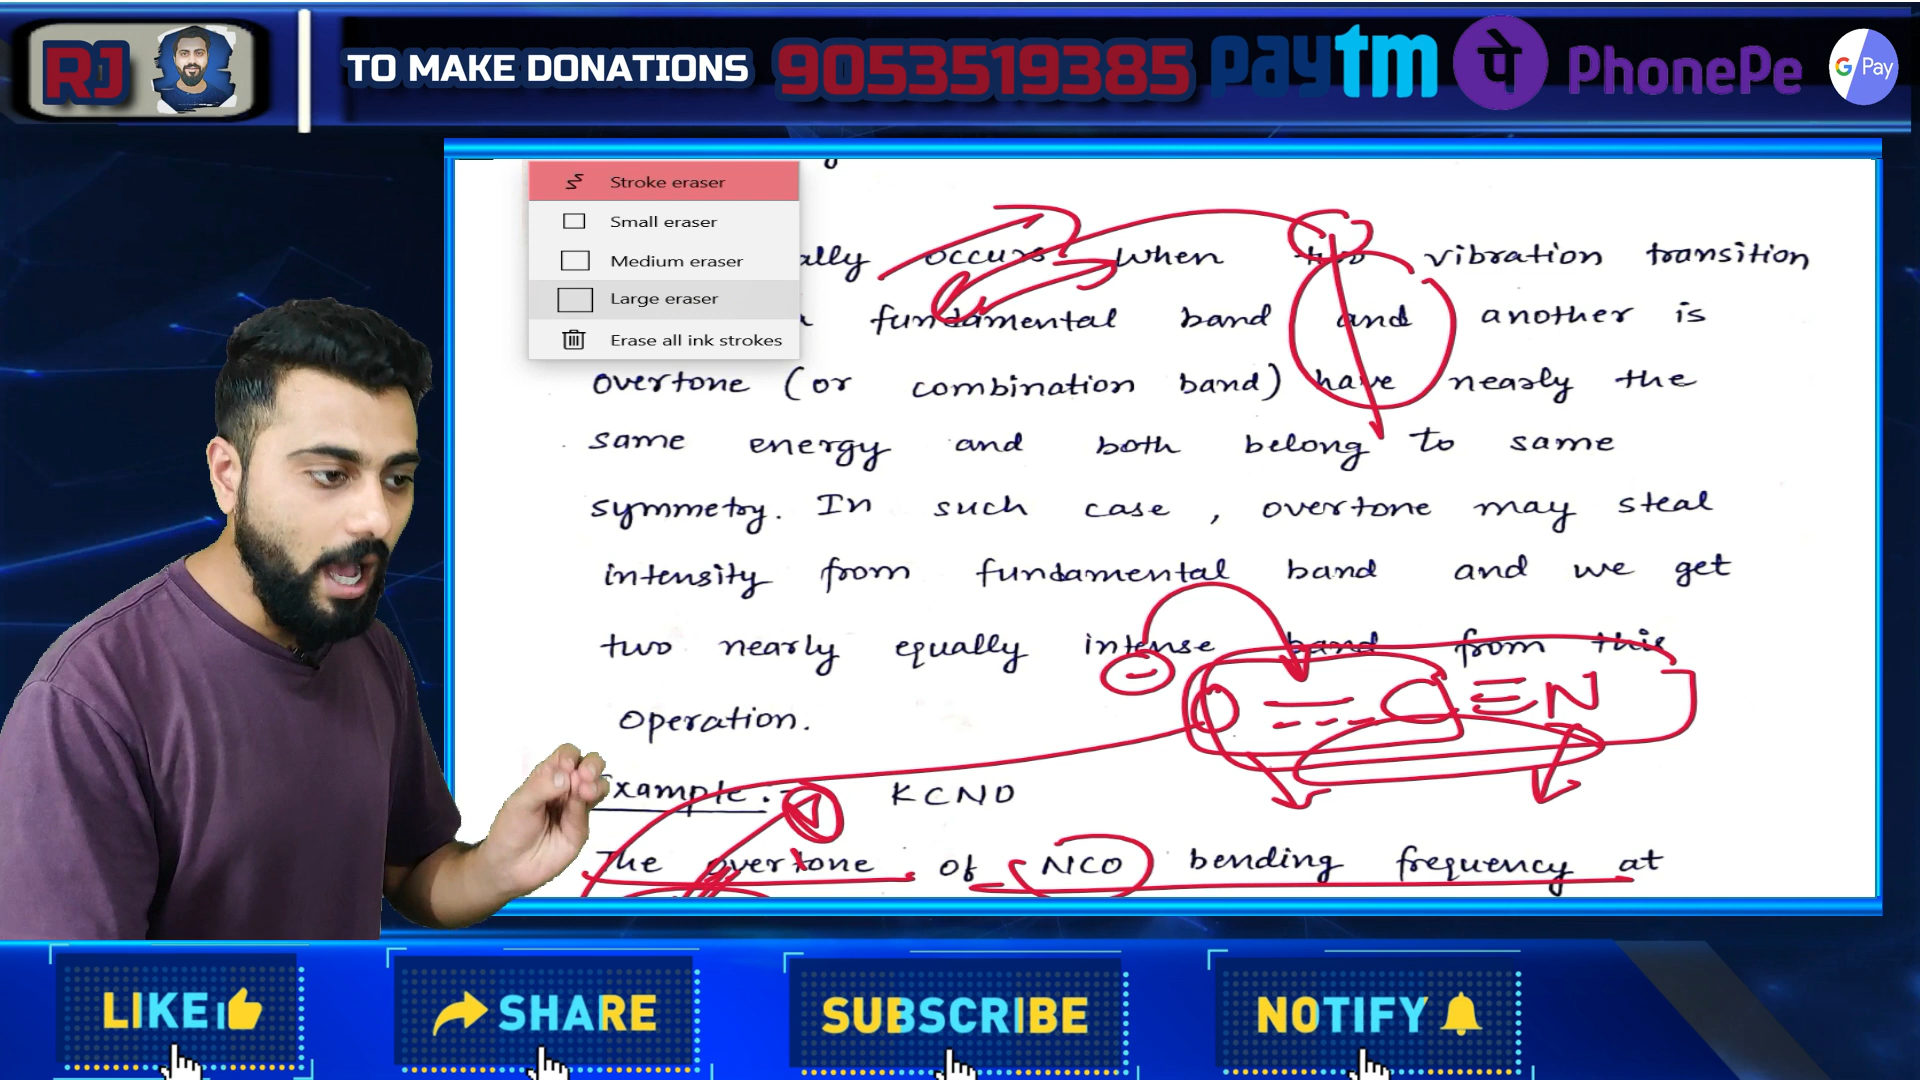 RJ
TO MAKE DONATIONS 9053519385 paytm पे PhonePe G Pay
Stroke eraser
Small eraser
Medium eraser
Large eraser
Erase all ink strokes
ally occurs when two vibration transition
fundamental band and another is
overtone (or combination band) have nearly the
same energy and both belong to same
symmetry. In such case, overtone may steal
intensity from fundamental band and we get
two nearly equally intense band from this
operation.
O C≡N
Example:- KCNO
The overtone of NCO bending frequency at
LIKE SHARE SUBSCRIBE NOTIFY